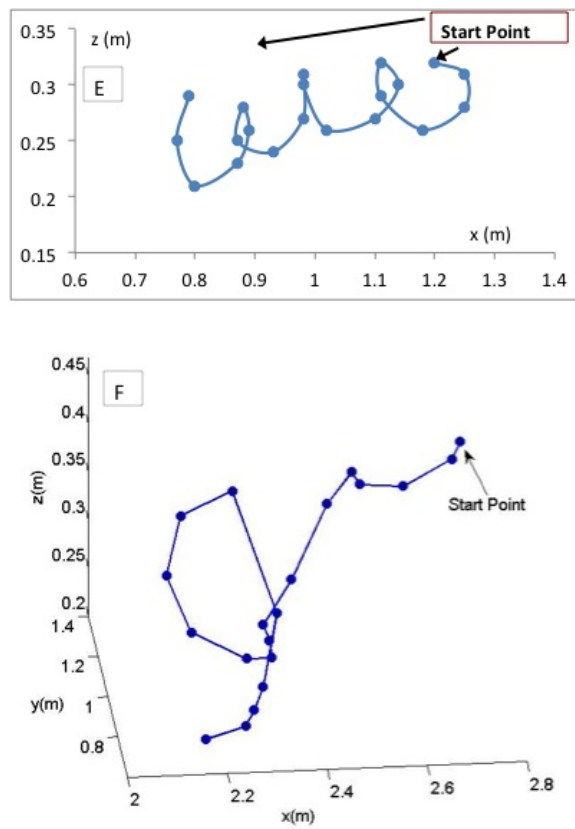 0.35
z (m)
Start Point
E
0.3
0.25
0.2
0.15
x (m)
0.6 0.7 0.8 0.9 1 1.1 1.2 1.3 1.4
0.45
F
0.4
0.35
z(m)
0.3
0.25
0.2
Start Point
1.4
1.2
y(m)
1
0.8
2 2.2 2.4 2.6 2.8
x(m)